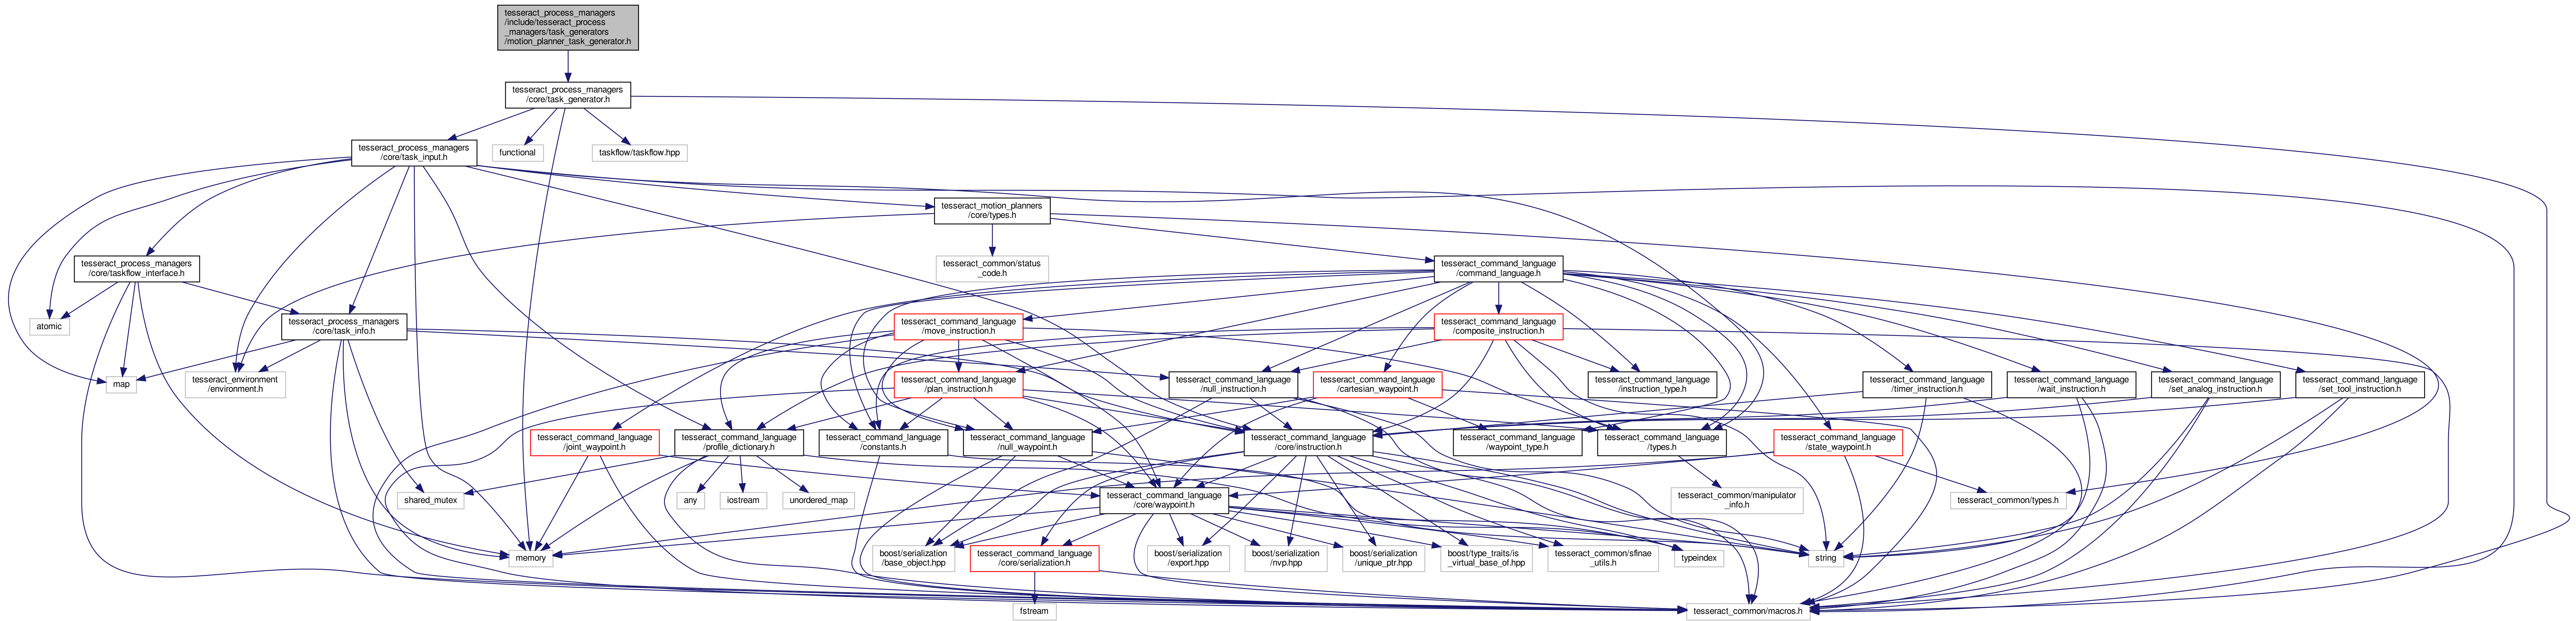 tesseract_process_managers
/include/tesseract_process
_managers/task_generators
/motion_planner_task_generator.h
tesseract_process_managers
/core/task_generator.h
tesseract_process_managers
/core/task_input.h
functional
taskflow/taskflow.hpp
tesseract_motion_planners
/core/types.h
tesseract_process_managers
/core/taskflow_interface.h
tesseract_common/status
_code.h
tesseract_command_language
/command_language.h
atomic
tesseract_process_managers
/core/task_info.h
tesseract_command_language
/move_instruction.h
tesseract_command_language
/composite_instruction.h
map
tesseract_environment
/environment.h
tesseract_command_language
/plan_instruction.h
tesseract_command_language
/null_instruction.h
tesseract_command_language
/cartesian_waypoint.h
tesseract_command_language
/instruction_type.h
tesseract_command_language
/timer_instruction.h
tesseract_command_language
/wait_instruction.h
tesseract_command_language
/set_analog_instruction.h
tesseract_command_language
/set_tool_instruction.h
tesseract_command_language
/joint_waypoint.h
tesseract_command_language
/profile_dictionary.h
tesseract_command_language
/constants.h
tesseract_command_language
/null_waypoint.h
tesseract_command_language
/core/instruction.h
tesseract_command_language
/waypoint_type.h
tesseract_command_language
/types.h
tesseract_command_language
/state_waypoint.h
shared_mutex
any
iostream
unordered_map
tesseract_command_language
/core/waypoint.h
tesseract_common/manipulator
_info.h
tesseract_common/types.h
memory
boost/serialization
/base_object.hpp
tesseract_command_language
/core/serialization.h
boost/serialization
/export.hpp
boost/serialization
/nvp.hpp
boost/serialization
/unique_ptr.hpp
boost/type_traits/is
_virtual_base_of.hpp
tesseract_common/sfinae
_utils.h
typeindex
string
fstream
tesseract_common/macros.h